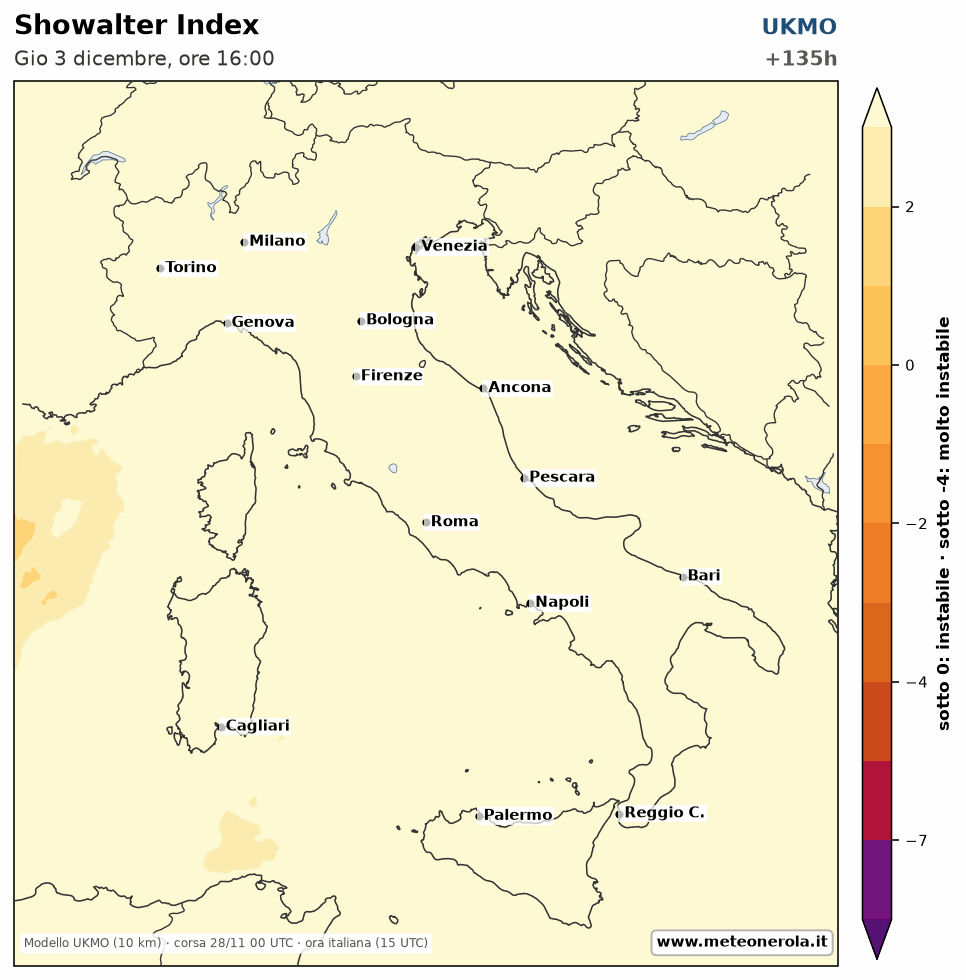 Showalter Index
UKMO
Gio 3 dicembre, ore 16:00
+135h
Milano
Venezia
Torino
Genova
Bologna
Firenze
Ancona
Pescara
Roma
Bari
Napoli
Cagliari
Palermo
Reggio C.
2
0
−2
−4
−7
sotto 0: instabile · sotto -4: molto instabile
Modello UKMO (10 km) · corsa 28/11 00 UTC · ora italiana (15 UTC)
www.meteonerola.it